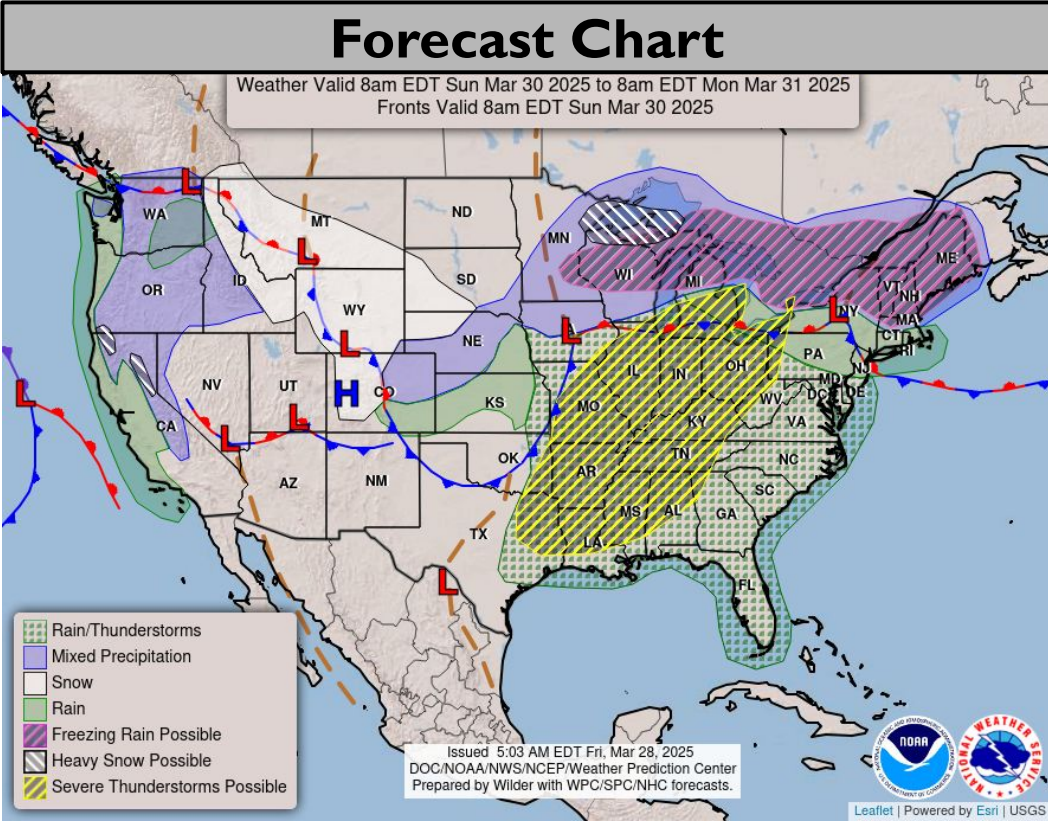 Forecast Chart
Weather Valid 8am EDT Sun Mar 30 2025 to 8am EDT Mon Mar 31 2025
Fronts Valid 8am EDT Sun Mar 30 2025
WA
MT
ND
MN
OR
ID
SD
WI
MI
ME
VT
NH
WY
NY
MA
CT
RI
NE
PA
NJ
NV
UT
CO
IL
IN
OH
MD
DC
DE
KS
MO
WV
KY
VA
CA
OK
TN
NC
AZ
NM
AR
SC
MS
AL
GA
TX
LA
FL
L
L
L
L
L
L
H
L
L
L
Rain/Thunderstorms
Mixed Precipitation
Snow
Rain
Freezing Rain Possible
Heavy Snow Possible
Severe Thunderstorms Possible
Issued 5:03 AM EDT Fri, Mar 28, 2025
DOC/NOAA/NWS/NCEP/Weather Prediction Center
Prepared by Wilder with WPC/SPC/NHC forecasts.
NOAA
NATIONAL WEATHER SERVICE
Leaflet | Powered by Esri | USGS